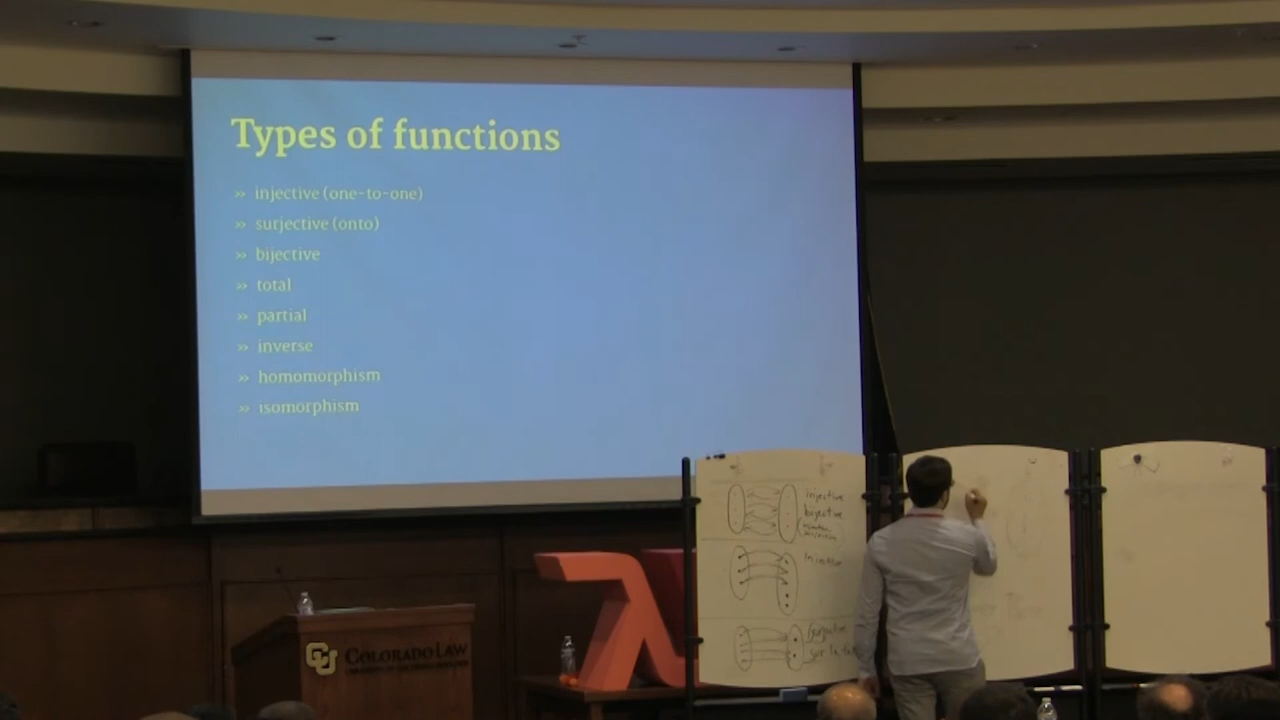 Types of functions
» injective (one-to-one)
» surjective (onto)
» bijective
» total
» partial
» inverse
» homomorphism
» isomorphism
injective
bijective
injective
Surjective
CU
COLORADO LAW